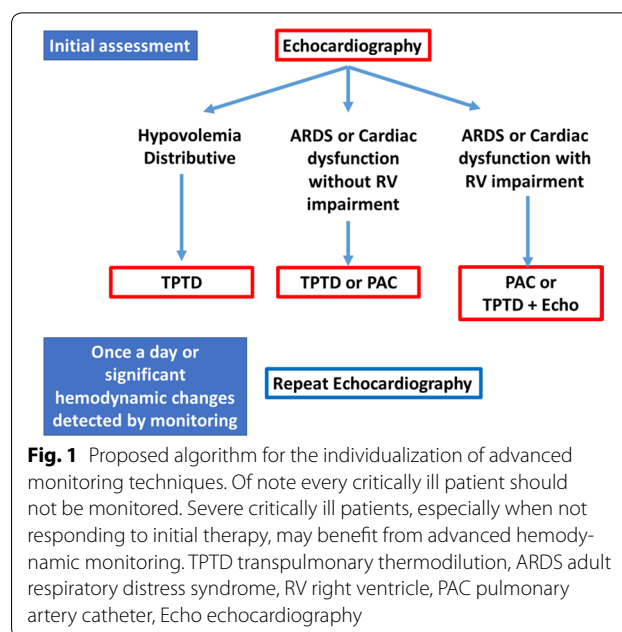 Initial assessment
Echocardiography
Hypovolemia
Distributive
ARDS or Cardiac
dysfunction
without RV
impairment
ARDS or Cardiac
dysfunction with
RV impairment
TPTD
TPTD or PAC
PAC or
TPTD + Echo
Once a day or
significant
hemodynamic changes
detected by monitoring
Repeat Echocardiography
Fig. 1 Proposed algorithm for the individualization of advanced
monitoring techniques. Of note every critically ill patient should
not be monitored. Severe critically ill patients, especially when not
responding to initial therapy, may benefit from advanced hemody-
namic monitoring. TPTD transpulmonary thermodilution, ARDS adult
respiratory distress syndrome, RV right ventricle, PAC pulmonary
artery catheter, Echo echocardiography